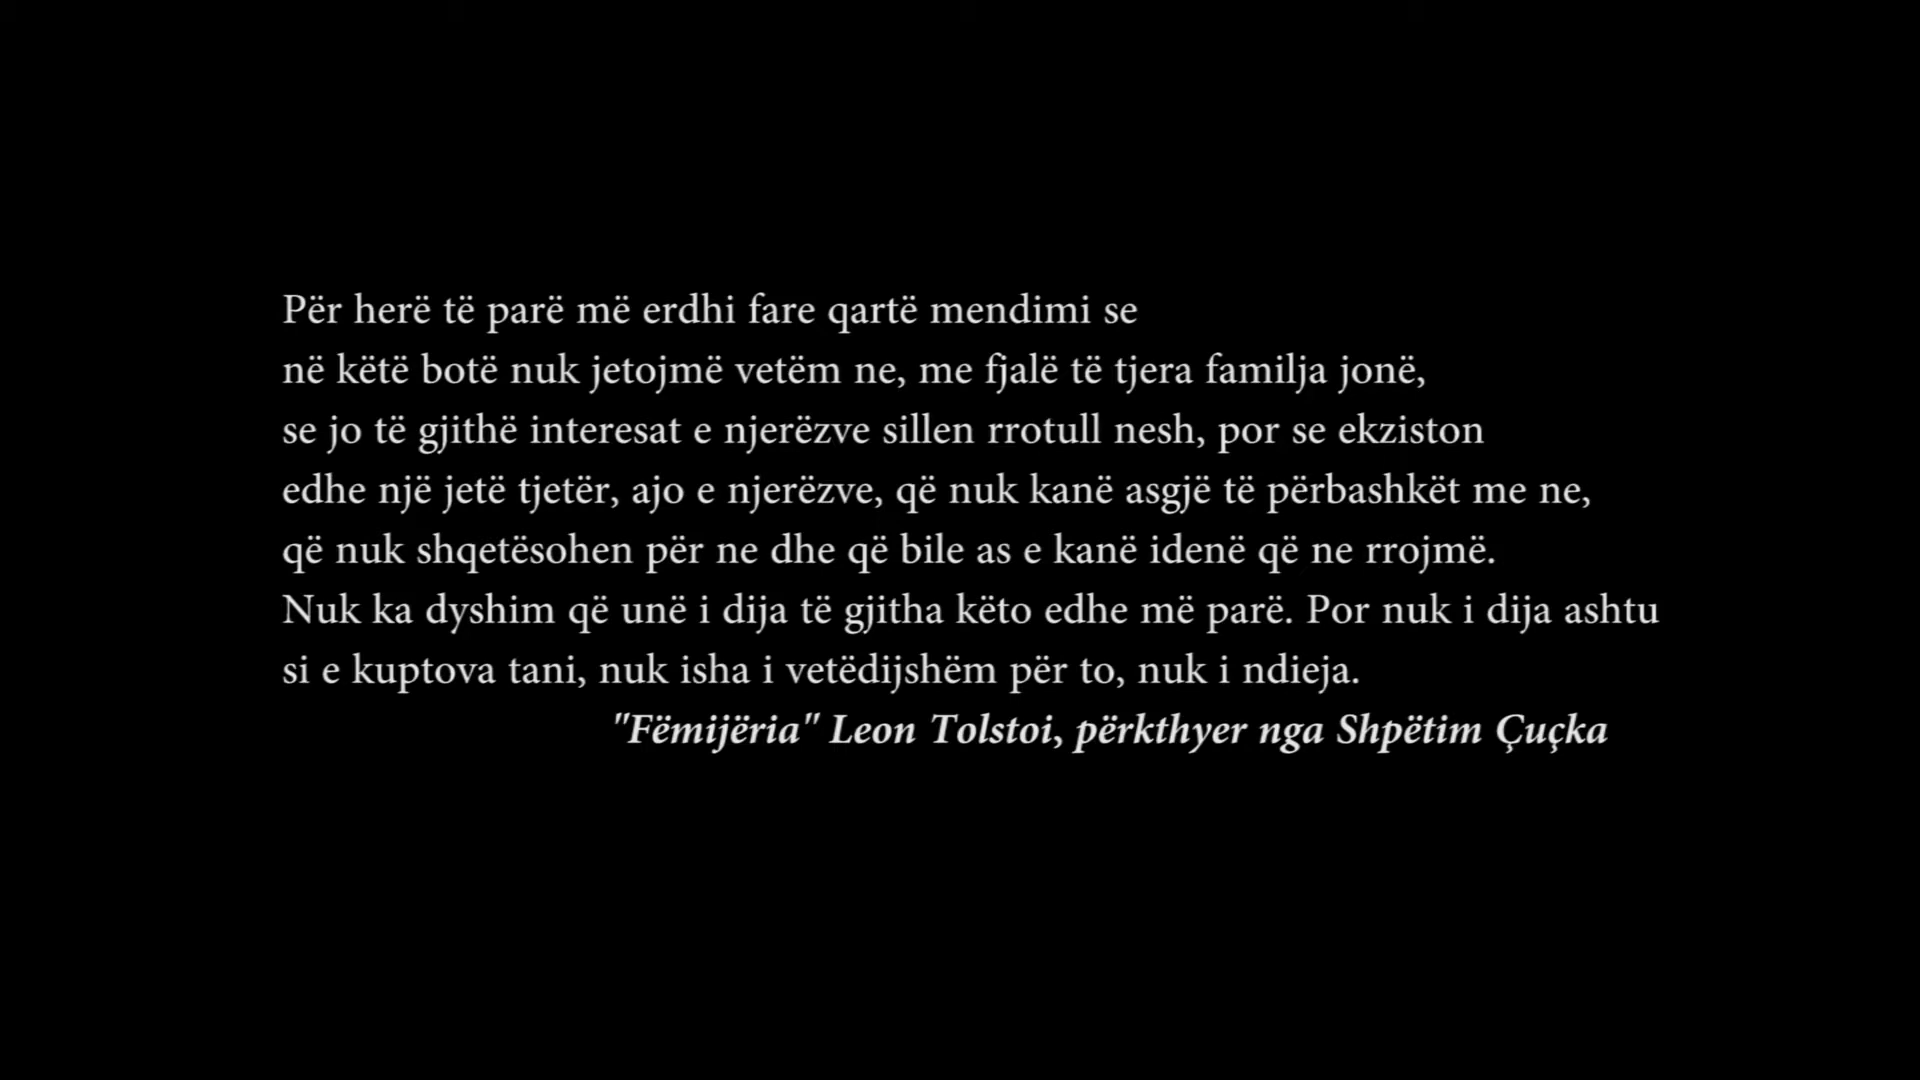 Për herë të parë më erdhi fare qartë mendimi se
në këtë botë nuk jetojmë vetëm ne, me fjalë të tjera familja jonë,
se jo të gjithë interesat e njerëzve sillen rrotull nesh, por se ekziston
edhe një jetë tjetër, ajo e njerëzve, që nuk kanë asgjë të përbashkët me ne,
që nuk shqetësohen për ne dhe që bile as e kanë idenë që ne rrojmë.
Nuk ka dyshim që unë i dija të gjitha këto edhe më parë. Por nuk i dija ashtu
si e kuptova tani, nuk isha i vetëdijshëm për to, nuk i ndieja.
"Fëmijëria" Leon Tolstoi, përkthyer nga Shpëtim Çuçka